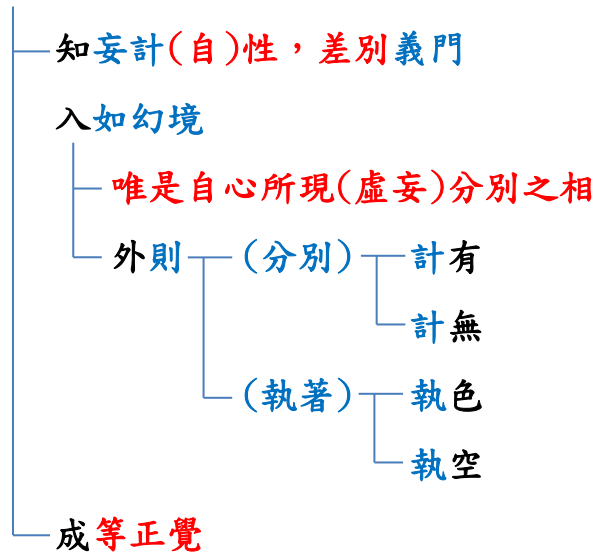 知妄計(自)性，差別義門
入如幻境
唯是自心所現(虛妄)分別之相
外則 (分別) 計有
計無
(執著) 執色
執空
成等正覺